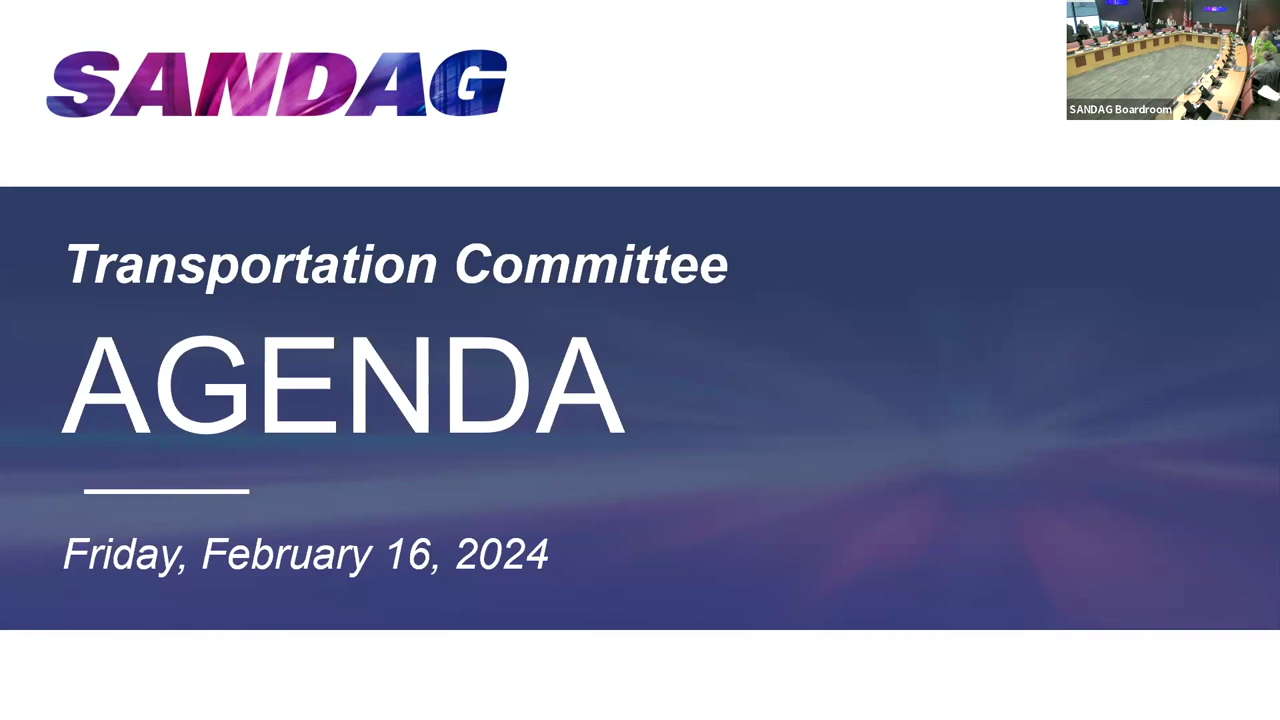 SANDAG
SANDAG Boardroom
Transportation Committee
AGENDA
Friday, February 16, 2024